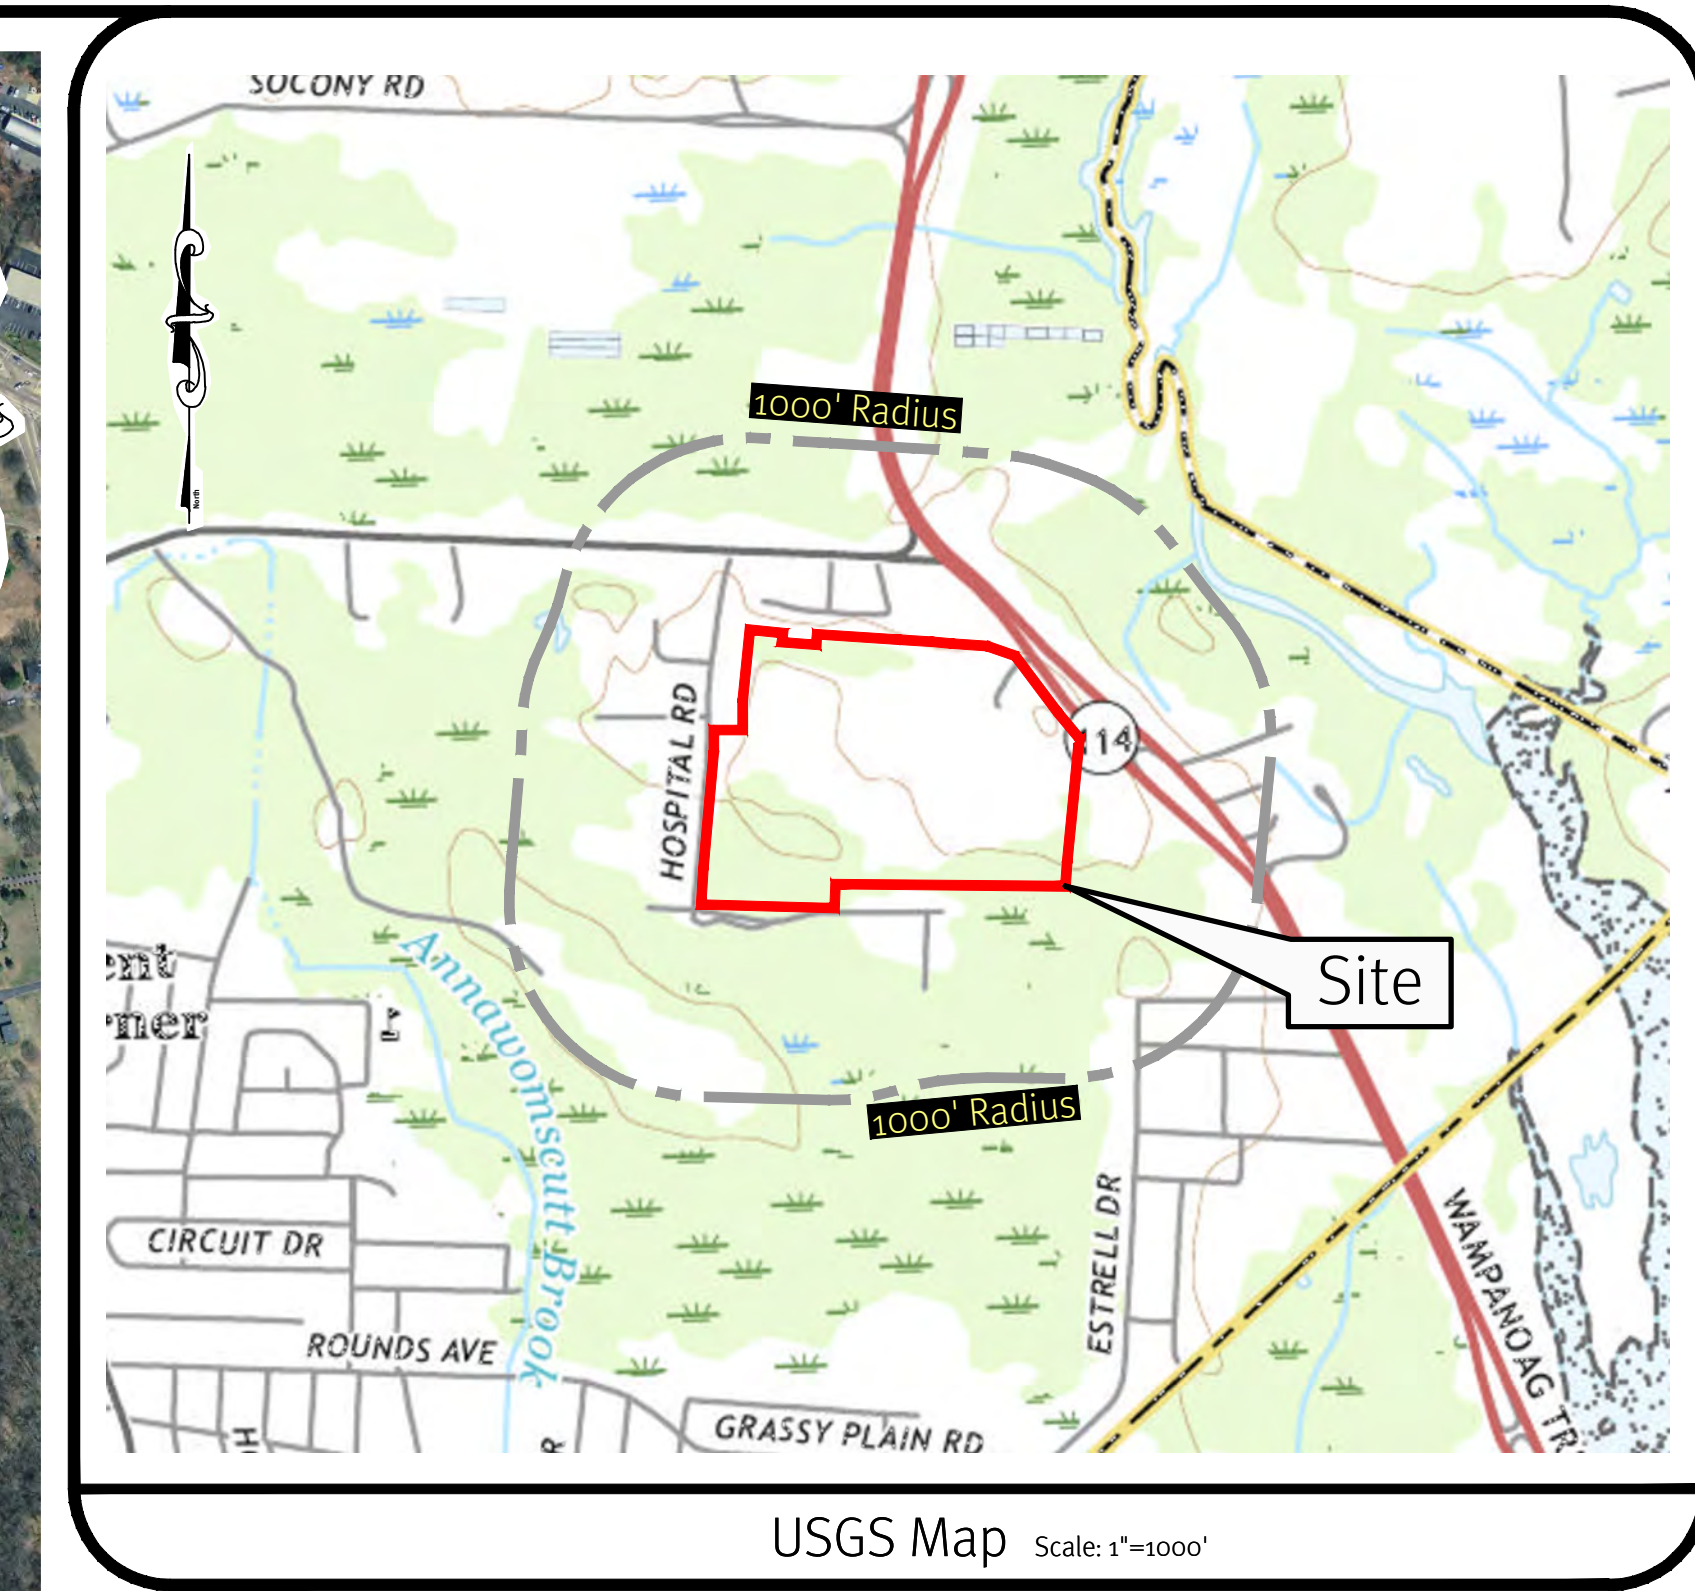 SOCONY RD
North
1000' Radius
HOSPITAL RD
114
Site
Annawomscutt Brook
1000' Radius
CIRCUIT DR
ESTRELL DR
WAMPANOAG TR
ROUNDS AVE
GRASSY PLAIN RD
USGS Map Scale: 1"=1000'